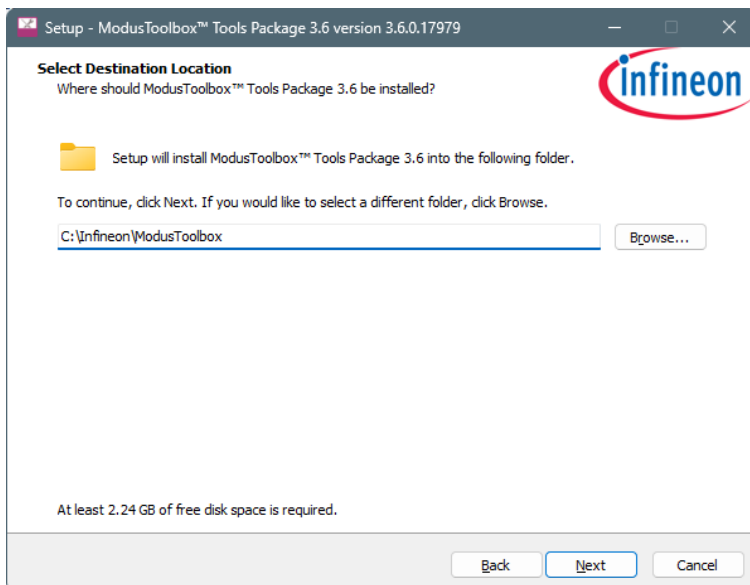 Setup - ModusToolbox™ Tools Package 3.6 version 3.6.0.17979
Select Destination Location
Where should ModusToolbox™ Tools Package 3.6 be installed?
infineon
Setup will install ModusToolbox™ Tools Package 3.6 into the following folder.
To continue, click Next. If you would like to select a different folder, click Browse.
C:\Infineon\ModusToolbox
Browse...
At least 2.24 GB of free disk space is required.
Back
Next
Cancel